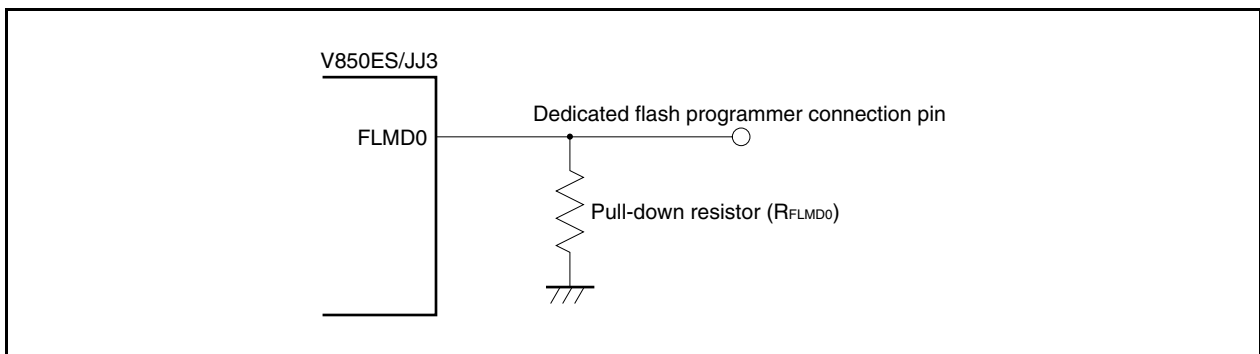 V850ES/JJ3
Dedicated flash programmer connection pin
FLMD0
Pull-down resistor (RFLMD0)